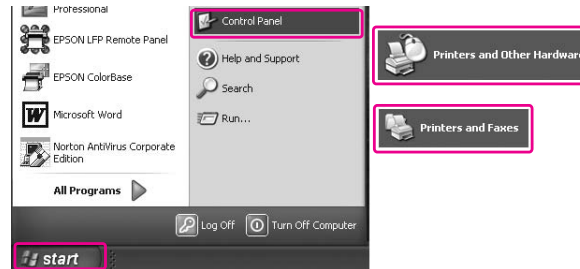 Professional
EPSON LFP Remote Panel
EPSON ColorBase
Microsoft Word
Norton AntiVirus Corporate
Edition
All Programs
Control Panel
Help and Support
Search
Run...
Log Off
Turn Off Computer
start
Printers and Other Hardware
Printers and Faxes